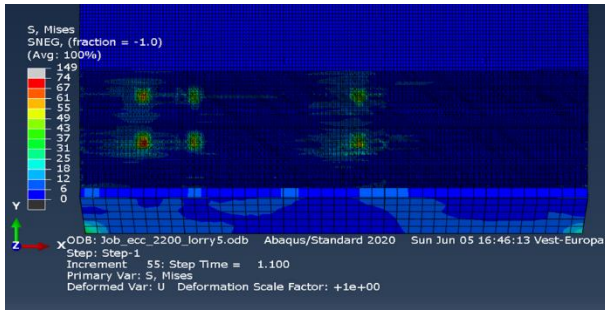 S, Mises
SNEG, (fraction = -1.0)
(Avg: 100%)
149
74
67
61
55
49
43
37
31
25
18
12
6
0
Y
Z
X
ODB: Job_ecc_2200_lorry5.odb Abaqus/Standard 2020 Sun Jun 05 16:46:13 Vest-Europa
Step: Step-1
Increment 55: Step Time = 1.100
Primary Var: S, Mises
Deformed Var: U Deformation Scale Factor: +1e+00